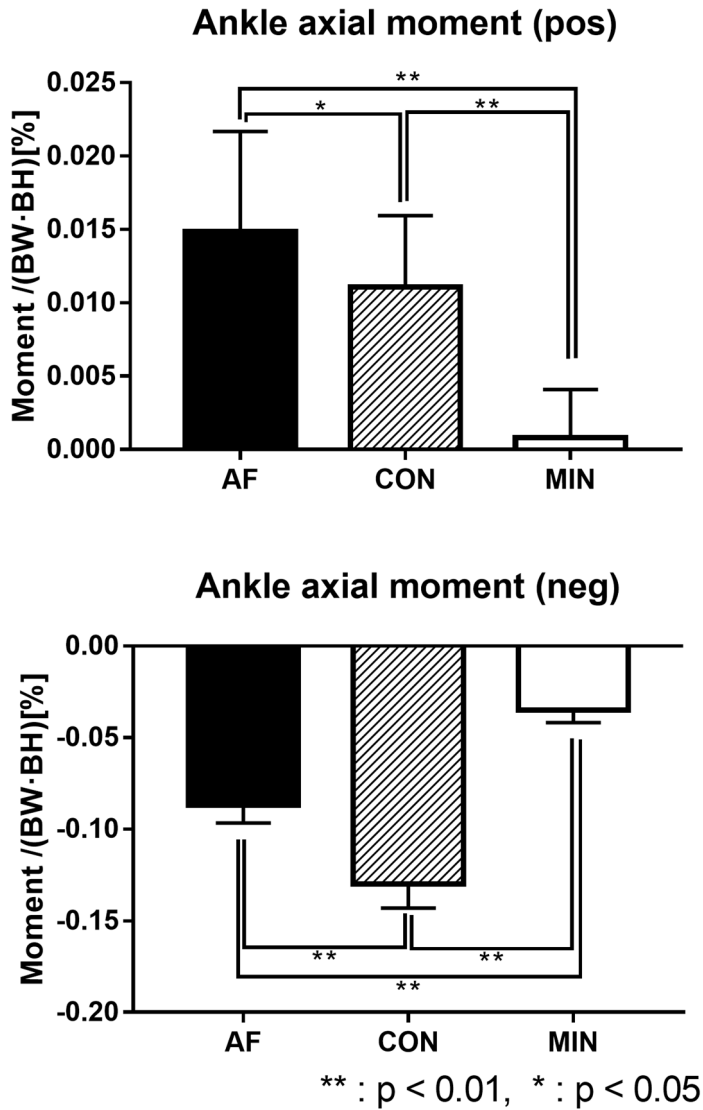 Ankle axial moment (pos)
Moment /(BW·BH)[%]
0.025
0.020
0.015
0.010
0.005
0.000
**
*
**
AF CON MIN
Ankle axial moment (neg)
Moment /(BW·BH)[%]
0.00
-0.05
-0.10
-0.15
-0.20
**
**
**
AF CON MIN
** : p < 0.01, * : p < 0.05